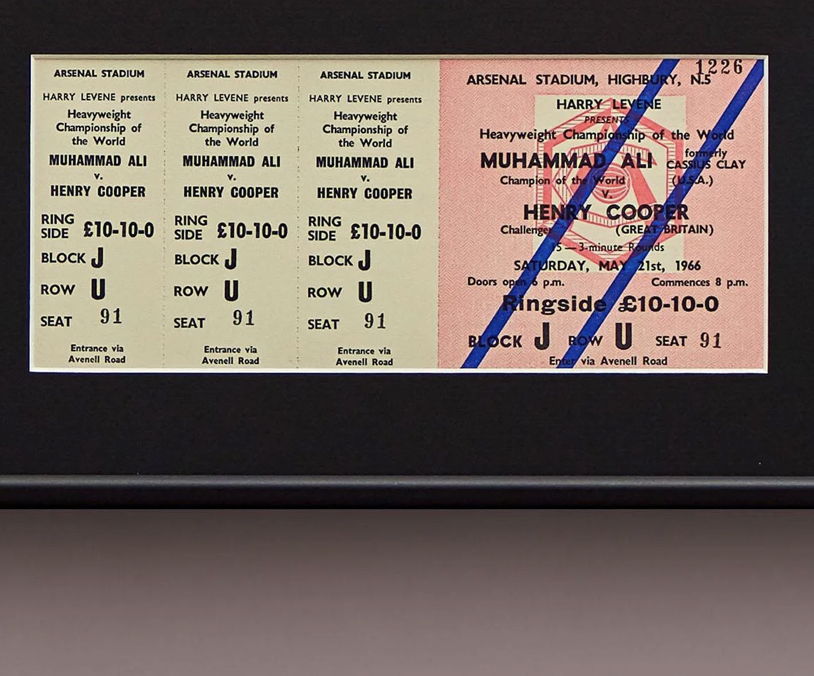 ARSENAL STADIUM
HARRY LEVENE presents
Heavyweight
Championship of
the World
MUHAMMAD ALI
v.
HENRY COOPER
RING
SIDE £10-10-0
BLOCK J
ROW U
SEAT 91
Entrance via
Avenell Road
ARSENAL STADIUM
HARRY LEVENE presents
Heavyweight
Championship of
the World
MUHAMMAD ALI
v.
HENRY COOPER
RING
SIDE £10-10-0
BLOCK J
ROW U
SEAT 91
Entrance via
Avenell Road
ARSENAL STADIUM
HARRY LEVENE presents
Heavyweight
Championship of
the World
MUHAMMAD ALI
v.
HENRY COOPER
RING
SIDE £10-10-0
BLOCK J
ROW U
SEAT 91
Entrance via
Avenell Road
1226
ARSENAL STADIUM, HIGHBURY, N.5
HARRY LEVENE
PRESENTS
Heavyweight Championship of the World
MUHAMMAD ALI formerly CASSIUS CLAY
Champion of the World (U.S.A.)
v.
HENRY COOPER
Challenger (GREAT BRITAIN)
15 — 3-minute Rounds
SATURDAY, MAY 21st, 1966
Doors open 6 p.m. Commences 8 p.m.
Ringside £10-10-0
BLOCK J ROW U SEAT 91
Enter via Avenell Road